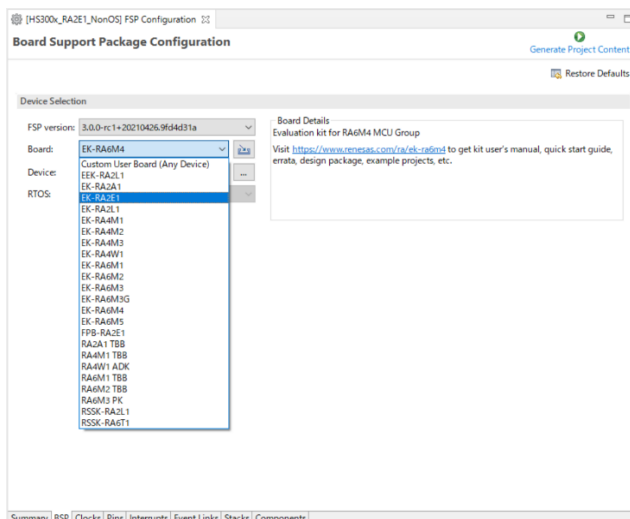 [HS300x_RA2E1_NonOS] FSP Configuration
Board Support Package Configuration
Generate Project Content
Restore Defaults
Device Selection
FSP version: 3.0.0-rc1+20210426.9fd4d31a
Board: EK-RA6M4
Device: ...
RTOS:
Custom User Board (Any Device)
EEK-RA2L1
EK-RA2A1
EK-RA2E1
EK-RA2L1
EK-RA4M1
EK-RA4M2
EK-RA4M3
EK-RA4W1
EK-RA6M1
EK-RA6M2
EK-RA6M3
EK-RA6M3G
EK-RA6M4
EK-RA6M5
FPB-RA2E1
RA2A1 TBB
RA4M1 TBB
RA4W1 ADK
RA6M1 TBB
RA6M2 TBB
RA6M3 PK
RSSK-RA2L1
RSSK-RA6T1
Board Details
Evaluation kit for RA6M4 MCU Group
Visit https://www.renesas.com/ra/ek-ra6m4 to get kit user's manual, quick start guide,
errata, design package, example projects, etc.
Summary BSP Clocks Pins Interrupts Event Links Stacks Components